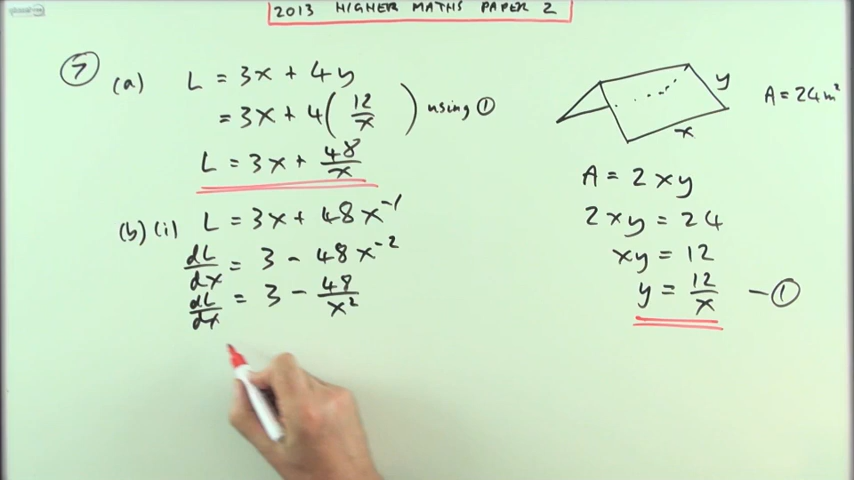 2013 HIGHER MATHS PAPER 2
7 (a) L = 3x + 4y
= 3x + 4(12/x) using ①
L = 3x + 48/x
(b) (i) L = 3x + 48x⁻¹
dL/dx = 3 - 48x⁻²
dL/dx = 3 - 48/x²
y
x
A = 24m²
A = 2xy
2xy = 24
xy = 12
y = 12/x - ①